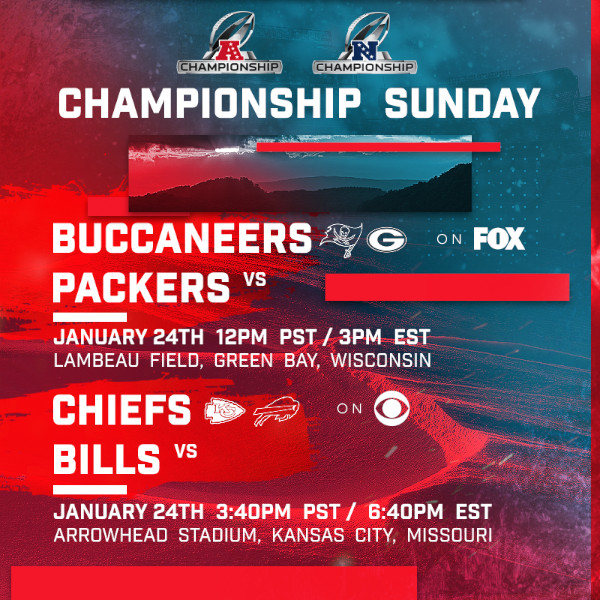 A
CHAMPIONSHIP
N
CHAMPIONSHIP
CHAMPIONSHIP SUNDAY
BUCCANEERS G ON FOX
PACKERS VS
JANUARY 24TH 12PM PST / 3PM EST
LAMBEAU FIELD, GREEN BAY, WISCONSIN
CHIEFS KC ON
BILLS VS
JANUARY 24TH 3:40PM PST / 6:40PM EST
ARROWHEAD STADIUM, KANSAS CITY, MISSOURI